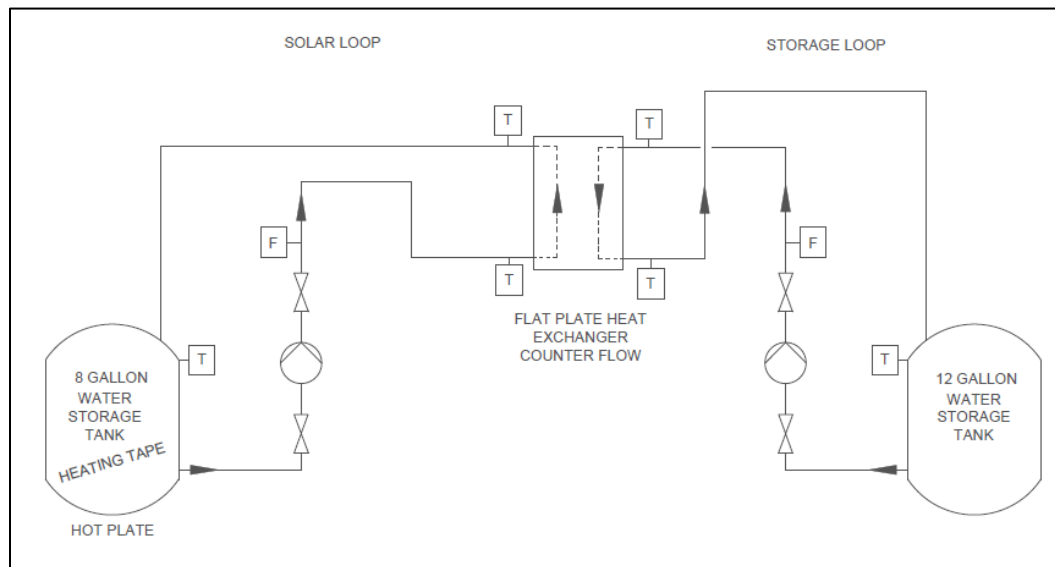 SOLAR LOOP
STORAGE LOOP
T
T
F
F
T
T
FLAT PLATE HEAT
EXCHANGER
COUNTER FLOW
T
T
8 GALLON
WATER
STORAGE
TANK
HEATING TAPE
12 GALLON
WATER
STORAGE
TANK
HOT PLATE